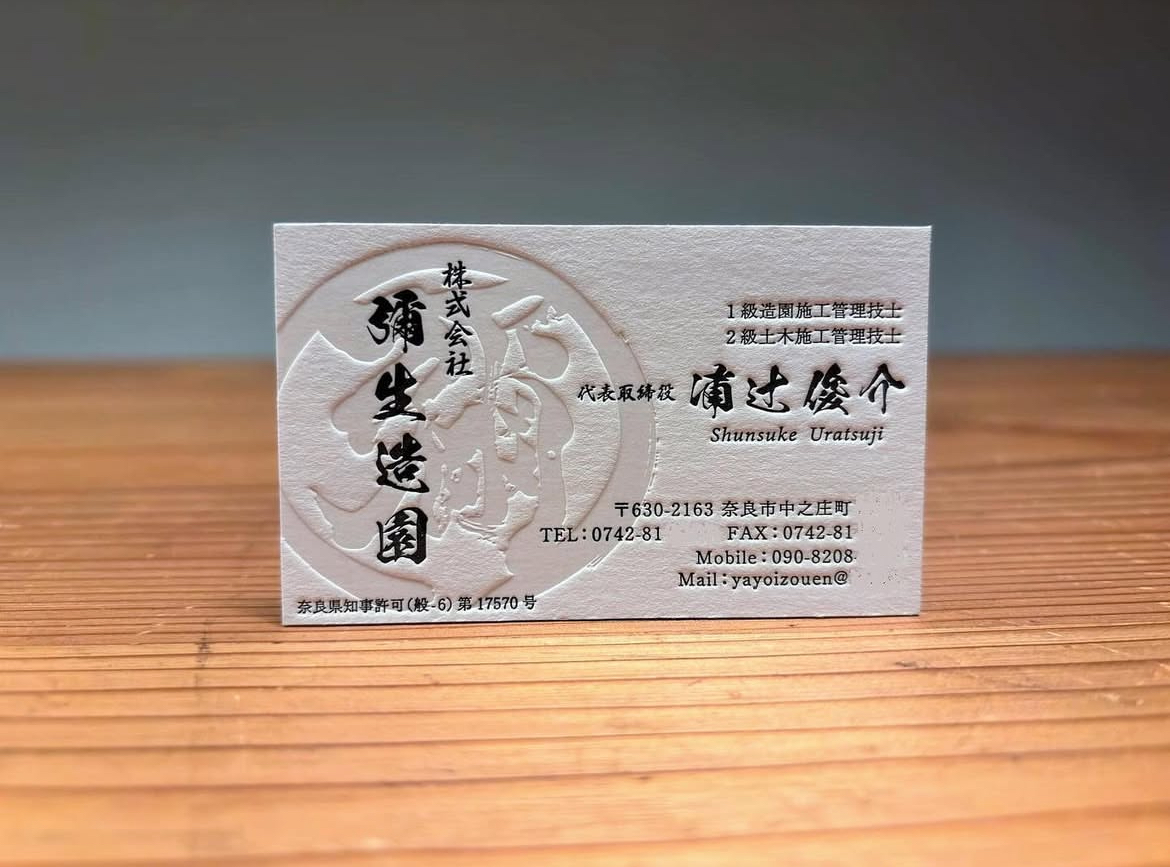 株式会社
彌生造園
1級造園施工管理技士
2級土木施工管理技士
代表取締役 浦辻俊介
Shunsuke Uratsuji
〒630-2163 奈良市中之庄町
TEL:0742-81 FAX:0742-81
Mobile:090-8208
Mail:yayoizouen@
奈良県知事許可(般-6)第17570号
彌